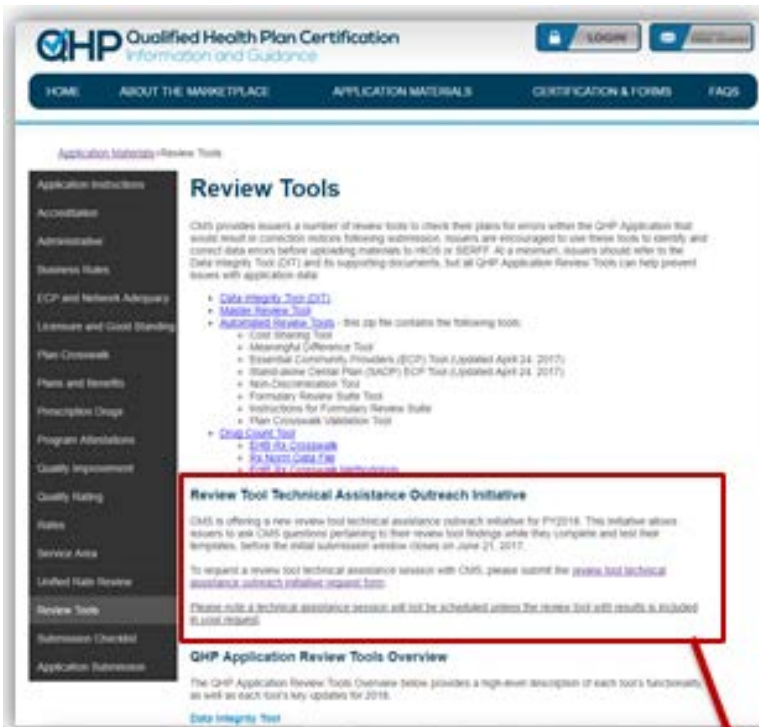 QHP Qualified Health Plan Certification
Information and Guidance
LOGIN
HOME ABOUT THE MARKETPLACE APPLICATION MATERIALS CERTIFICATION & FORMS FAQS
Application Materials>Review Tools
Application Instructions
Accreditation
Administrative
Business Rules
ECP and Network Adequacy
Licensure and Good Standing
Plan Crosswalk
Plans and Benefits
Prescription Drugs
Program Attestations
Quality Improvement
Quality Rating
Rates
Service Area
Unified Rate Review
Review Tools
Submission Checklist
Application Submission
Review Tools
CMS provides issuers a number of review tools to check their plans for errors within the QHP Application that
would result in correction notices following submission. Issuers are encouraged to use these tools to identify and
correct data errors before uploading materials to HIOS or SERFF. At a minimum, issuers should refer to the
Data Integrity Tool (DIT) and its supporting documents, but all QHP Application Review Tools can help prevent
issues with application data:
Data Integrity Tool (DIT)
Master Review Tool
Automated Review Tools - this zip file contains the following tools:
Cost Sharing Tool
Meaningful Difference Tool
Essential Community Providers (ECP) Tool (Updated April 24, 2017)
Stand-alone Dental Plan (SADP) ECP Tool (Updated April 24, 2017)
Non-Discrimination Tool
Formulary Review Suite Tool
Instructions for Formulary Review Suite
Plan Crosswalk Validation Tool
Drug Count Tool
EHB Rx Crosswalk
Rx Norm Data File
EHB Rx Crosswalk Methodology
Review Tool Technical Assistance Outreach Initiative
CMS is offering a new review tool technical assistance outreach initiative for PY2018. This initiative allows
issuers to ask CMS questions pertaining to their review tool findings while they complete and test their
templates, before the initial submission window closes on June 21, 2017.
To request a review tool technical assistance session with CMS, please submit the review tool technical
assistance outreach initiative request form.
Please note a technical assistance session will not be scheduled unless the review tool with results is included
in your request.
QHP Application Review Tools Overview
The QHP Application Review Tools Overview below provides a high-level description of each tool's functionality,
as well as each tool's key updates for 2018.
Data Integrity Tool